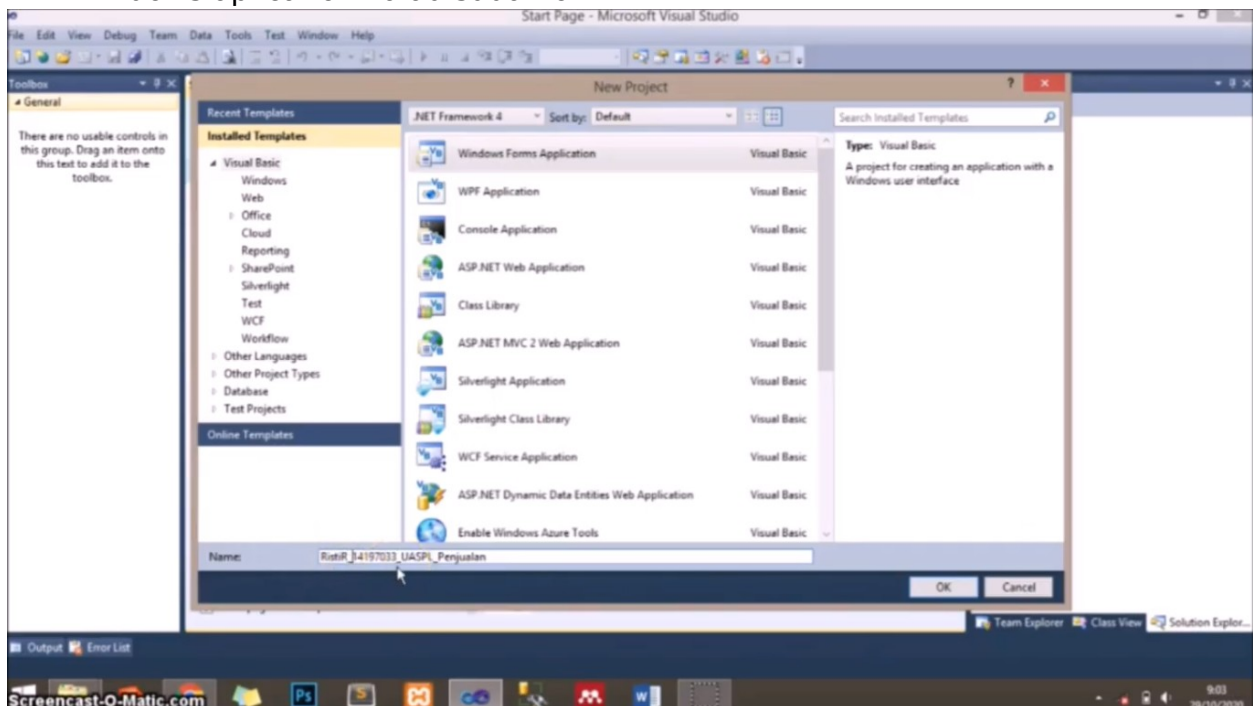 Start Page - Microsoft Visual Studio
File Edit View Debug Team Data Tools Test Window Help
Toolbox
General
There are no usable controls in
this group. Drag an item onto
this text to add it to the
toolbox.
New Project
Recent Templates
Installed Templates
Visual Basic
Windows
Web
Office
Cloud
Reporting
SharePoint
Silverlight
Test
WCF
Workflow
Other Languages
Other Project Types
Database
Test Projects
Online Templates
.NET Framework 4 Sort by: Default
Windows Forms Application Visual Basic
WPF Application Visual Basic
Console Application Visual Basic
ASP.NET Web Application Visual Basic
Class Library Visual Basic
ASP.NET MVC 2 Web Application Visual Basic
Silverlight Application Visual Basic
Silverlight Class Library Visual Basic
WCF Service Application Visual Basic
ASP.NET Dynamic Data Entities Web Application Visual Basic
Enable Windows Azure Tools Visual Basic
Search Installed Templates
Type: Visual Basic
A project for creating an application with a
Windows user interface
Name: RistiR_14197033_UASPL_Penjualan
OK Cancel
Team Explorer Class View Solution Explor...
Output Error List
Screencast-O-Matic.com
Ps
S
W
9:03